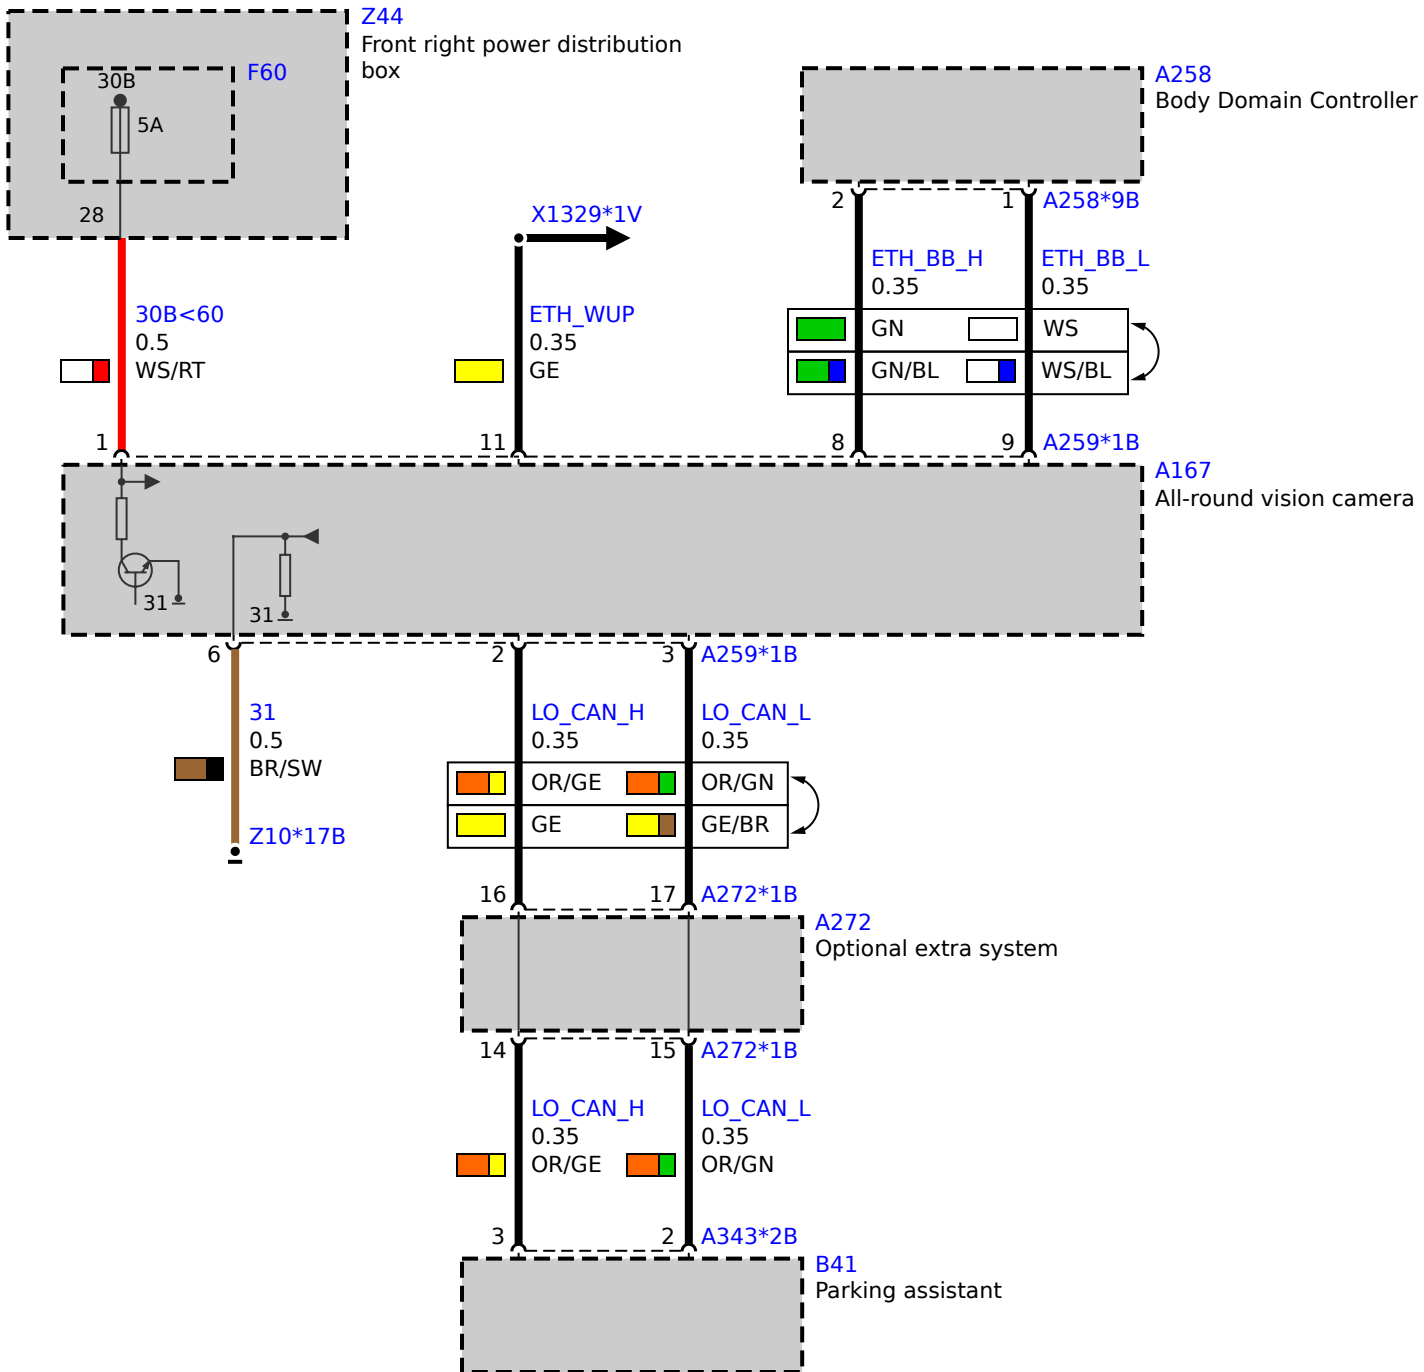 Z44
Front right power distribution
box
F60
30B
5A
28
A258
Body Domain Controller
2
1
A258*9B
X1329*1V
ETH_BB_H
0.35
ETH_BB_L
0.35
30B<60
0.5
WS/RT
ETH_WUP
0.35
GE
GN
WS
GN/BL
WS/BL
1
11
8
9
A259*1B
A167
All-round vision camera
31
31
6
2
3
A259*1B
31
0.5
BR/SW
LO_CAN_H
0.35
LO_CAN_L
0.35
OR/GE
OR/GN
GE
GE/BR
Z10*17B
16
17
A272*1B
A272
Optional extra system
14
15
A272*1B
LO_CAN_H
0.35
OR/GE
LO_CAN_L
0.35
OR/GN
3
2
A343*2B
B41
Parking assistant